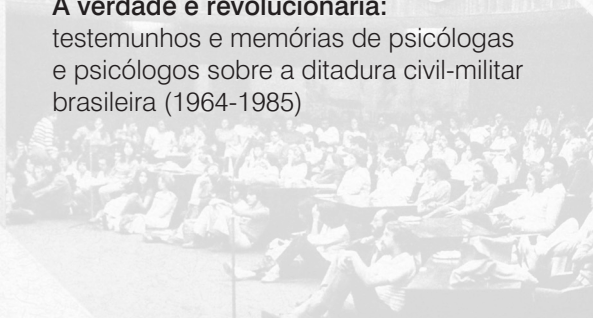 A verdade é revolucionária:
testemunhos e memórias de psicólogas
e psicólogos sobre a ditadura civil-militar
brasileira (1964-1985)